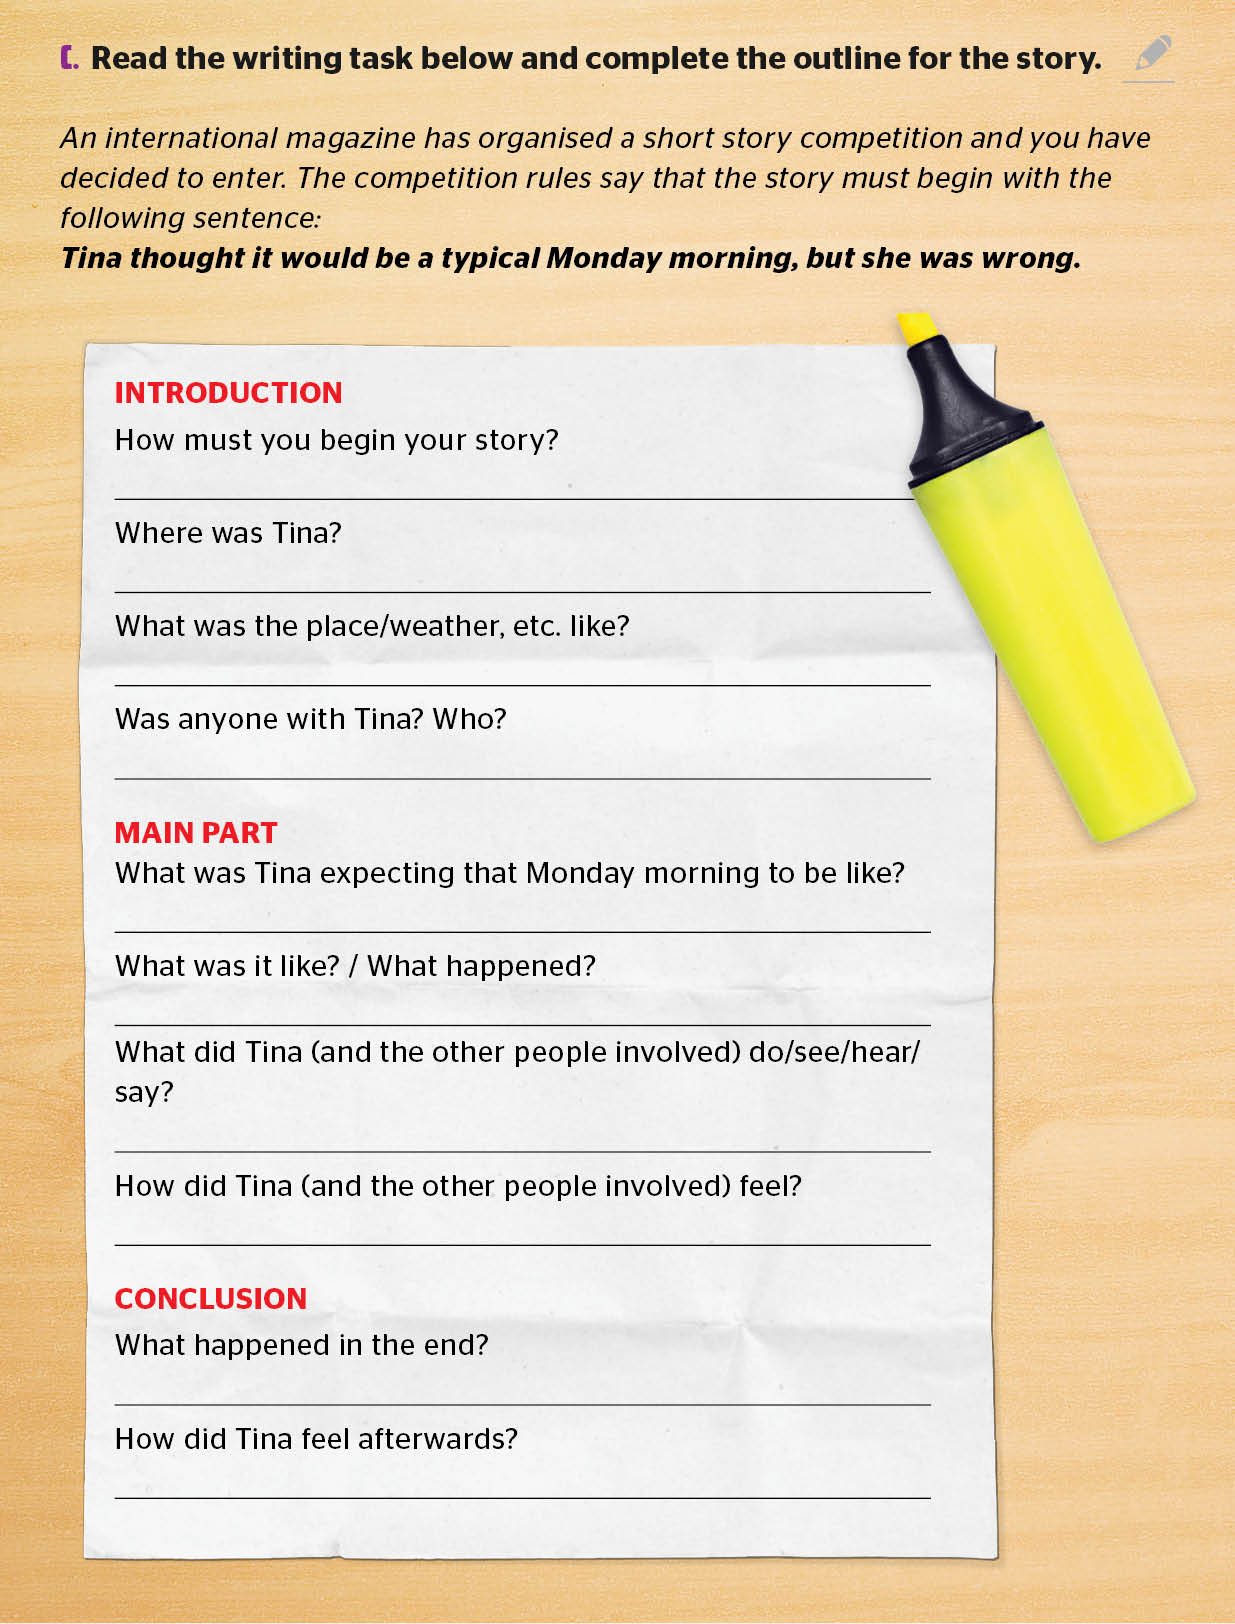 C. Read the writing task below and complete the outline for the story.
An international magazine has organised a short story competition and you have
decided to enter. The competition rules say that the story must begin with the
following sentence:
Tina thought it would be a typical Monday morning, but she was wrong.
INTRODUCTION
How must you begin your story?
Where was Tina?
What was the place/weather, etc. like?
Was anyone with Tina? Who?
MAIN PART
What was Tina expecting that Monday morning to be like?
What was it like? / What happened?
What did Tina (and the other people involved) do/see/hear/
say?
How did Tina (and the other people involved) feel?
CONCLUSION
What happened in the end?
How did Tina feel afterwards?